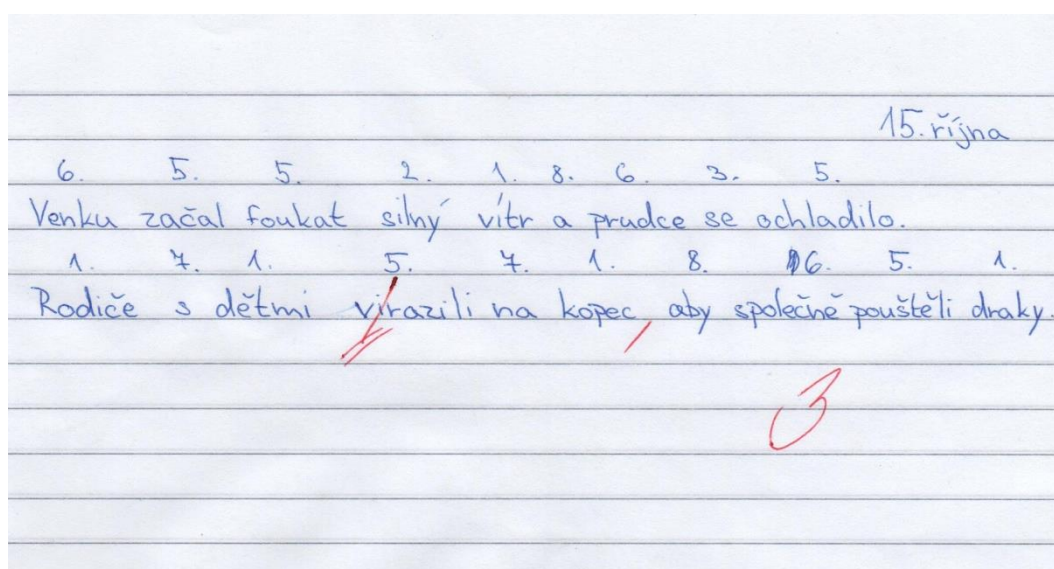 15. října
6. 5. 5. 2. 1. 8. 6. 3. 5.
Venku začal foukat silný vítr a prudce se ochladilo.
1. 7. 1. 5. 7. 1. 8. 6. 5. 1.
Rodiče s dětmi virazili na kopec, aby společně pouštěli draky.
3